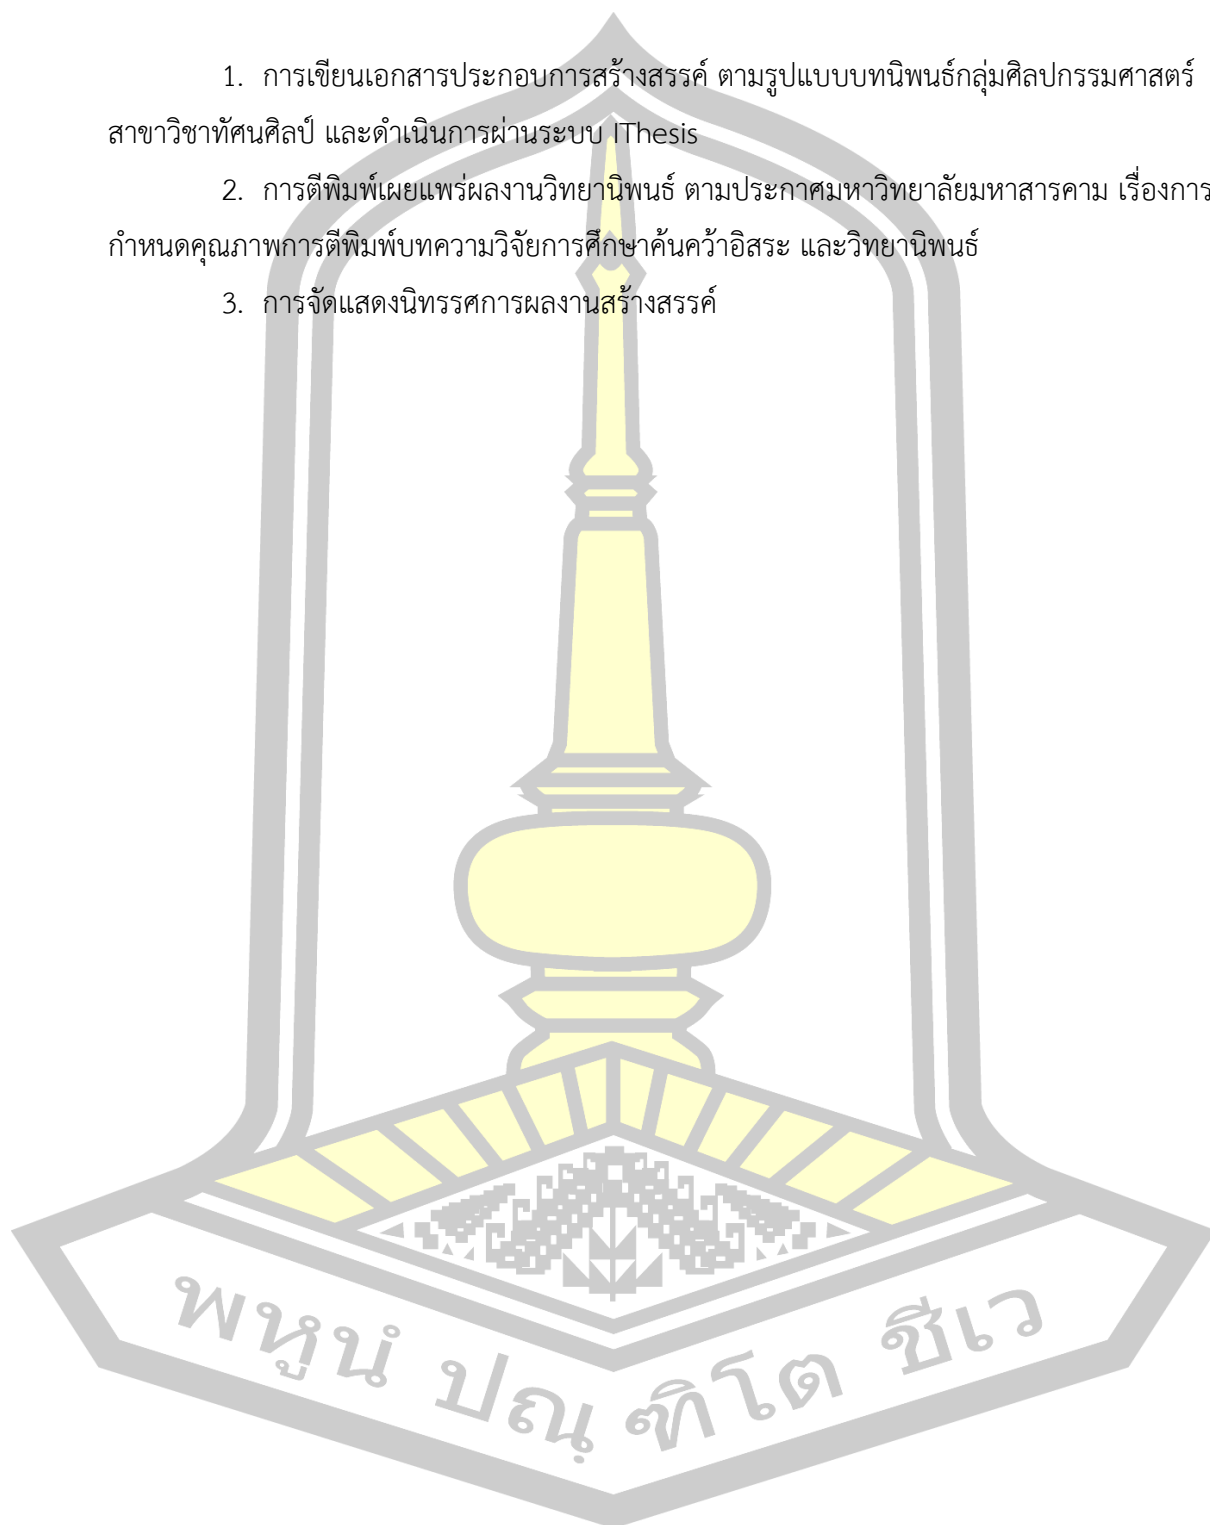 1. การเขียนเอกสารประกอบการสร้างสรรค์ ตามรูปแบบบทนิพนธ์กลุ่มศิลปกรรมศาสตร์
สาขาวิชาทัศนศิลป์ และดำเนินการผ่านระบบ IThesis
2. การตีพิมพ์เผยแพร่ผลงานวิทยานิพนธ์ ตามประกาศมหาวิทยาลัยมหาสารคาม เรื่องการ
กำหนดคุณภาพการตีพิมพ์บทความวิจัยการศึกษาค้นคว้าอิสระ และวิทยานิพนธ์
3. การจัดแสดงนิทรรศการผลงานสร้างสรรค์
พหูนํ ปณฺฑิโต ชีเว